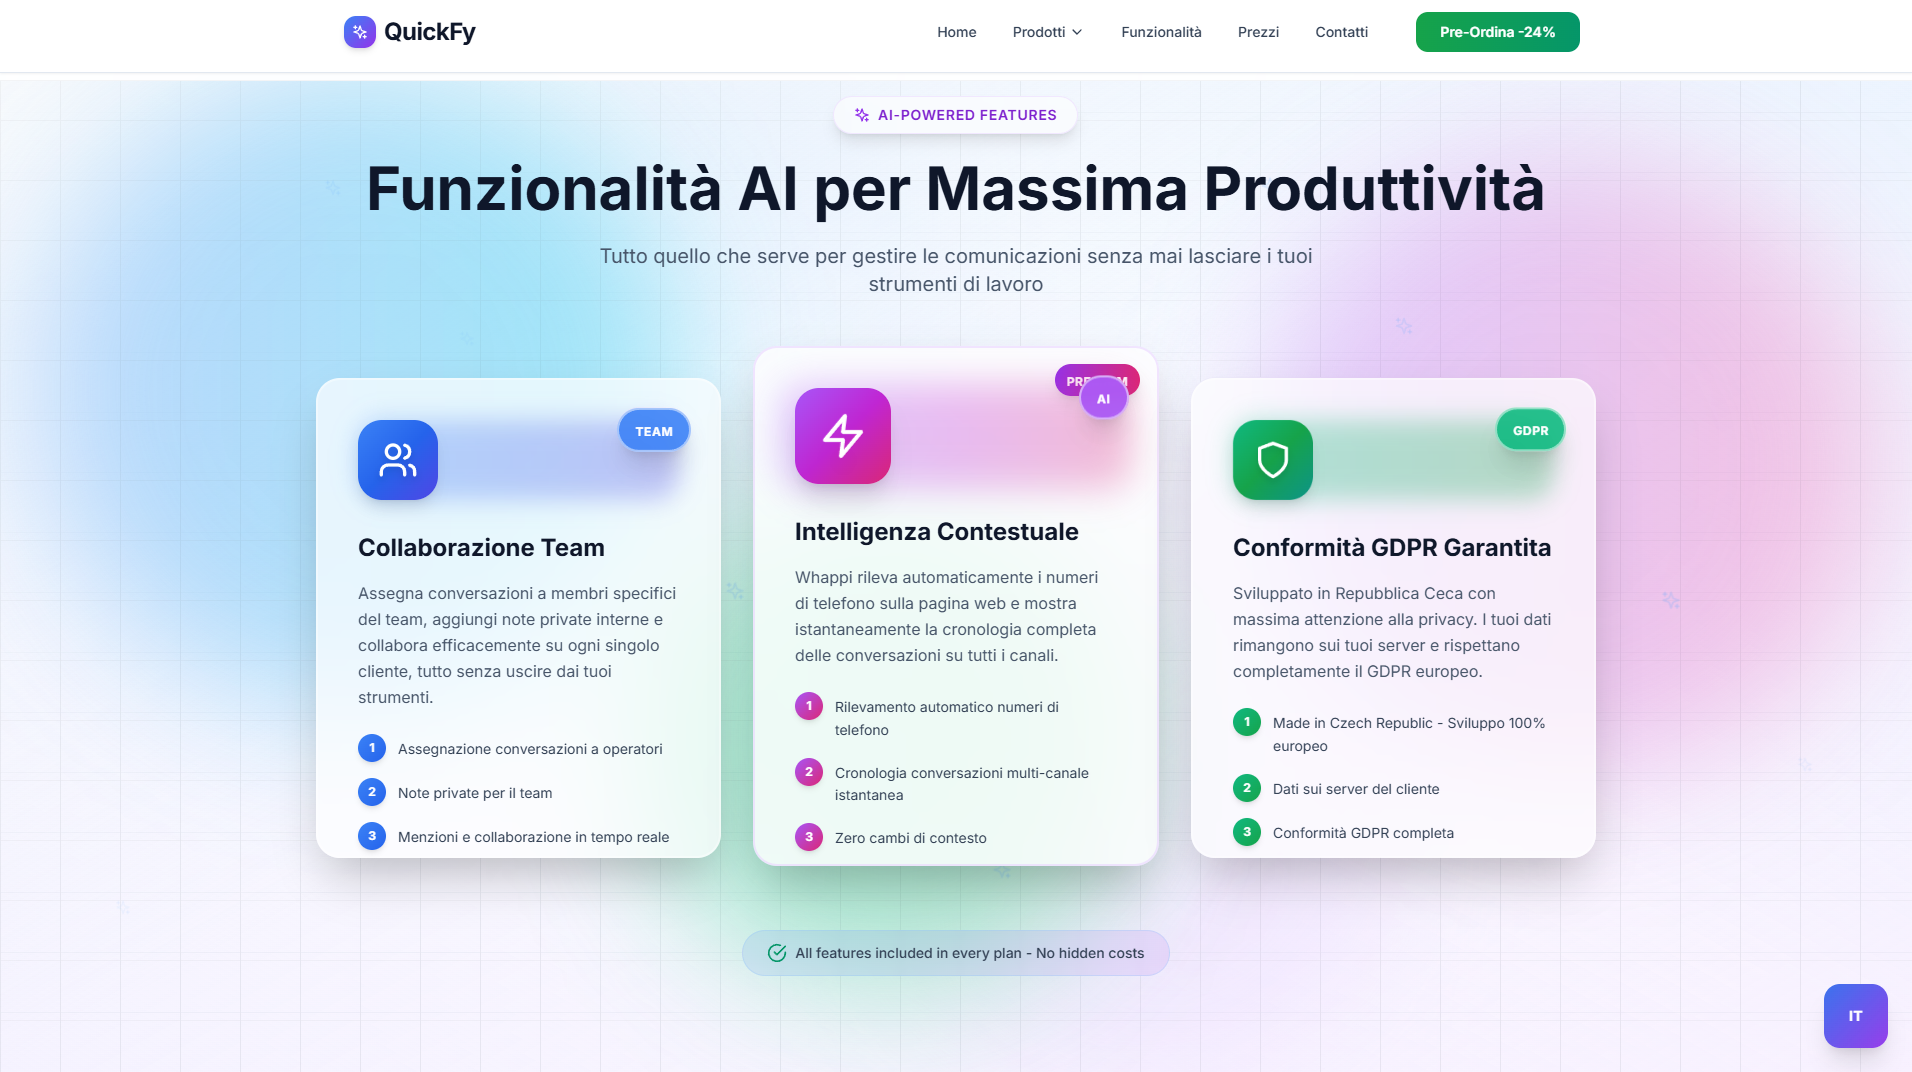 QuickFy
Home
Prodotti
Funzionalità
Prezzi
Contatti
Pre-Ordina -24%
AI-POWERED FEATURES
Funzionalità AI per Massima Produttività
Tutto quello che serve per gestire le comunicazioni senza mai lasciare i tuoi
strumenti di lavoro
TEAM
Collaborazione Team
Assegna conversazioni a membri specifici
del team, aggiungi note private interne e
collabora efficacemente su ogni singolo
cliente, tutto senza uscire dai tuoi
strumenti.
1 Assegnazione conversazioni a operatori
2 Note private per il team
3 Menzioni e collaborazione in tempo reale
AI
Intelligenza Contestuale
Whappi rileva automaticamente i numeri
di telefono sulla pagina web e mostra
istantaneamente la cronologia completa
delle conversazioni su tutti i canali.
1 Rilevamento automatico numeri di
telefono
2 Cronologia conversazioni multi-canale
istantanea
3 Zero cambi di contesto
GDPR
Conformità GDPR Garantita
Sviluppato in Repubblica Ceca con
massima attenzione alla privacy. I tuoi dati
rimangono sui tuoi server e rispettano
completamente il GDPR europeo.
1 Made in Czech Republic - Sviluppo 100%
europeo
2 Dati sui server del cliente
3 Conformità GDPR completa
All features included in every plan - No hidden costs
IT